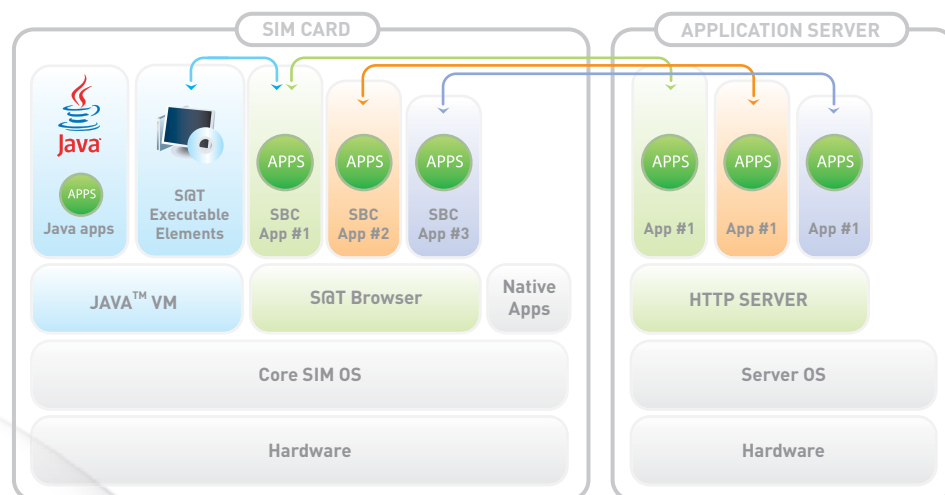 SIM CARD
APPLICATION SERVER
Java
APPS
Java apps
S@T
Executable
Elements
APPS
SBC
App #1
APPS
SBC
App #2
APPS
SBC
App #3
APPS
App #1
APPS
App #1
APPS
App #1
JAVA™ VM
S@T Browser
Native
Apps
HTTP SERVER
Core SIM OS
Server OS
Hardware
Hardware